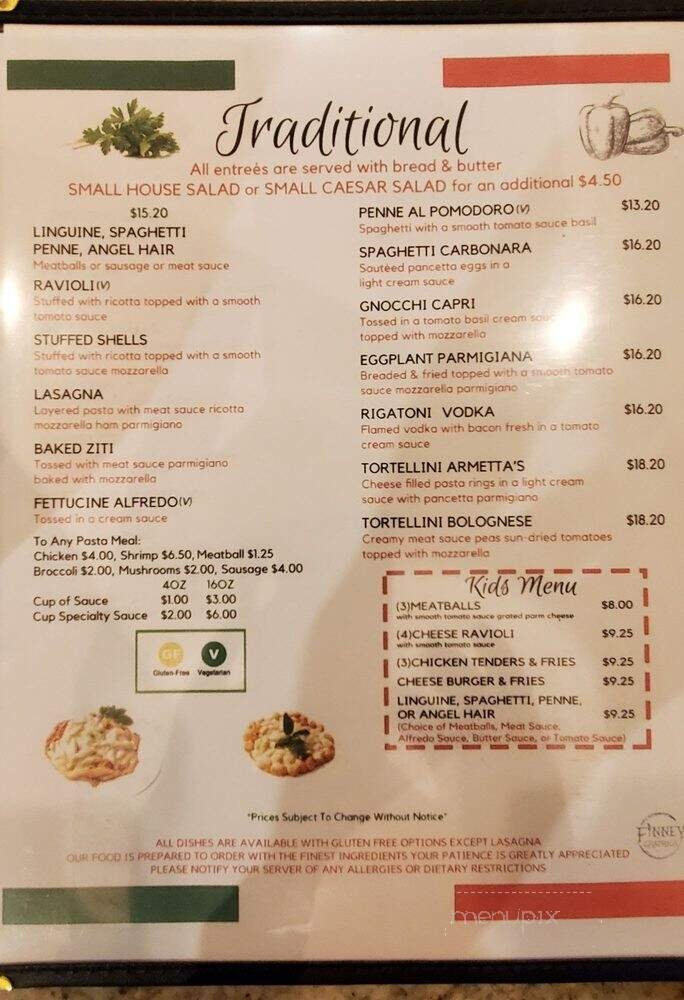 Traditional
All entreés are served with bread & butter
SMALL HOUSE SALAD or SMALL CAESAR SALAD for an additional $4.50
$15.20
LINGUINE, SPAGHETTI
PENNE, ANGEL HAIR
Meatballs or sausage or meat sauce
RAVIOLI(V)
Stuffed with ricotta topped with a smooth
tomato sauce
STUFFED SHELLS
Stuffed with ricotta topped with a smooth
tomato sauce mozzarella
LASAGNA
Layered pasta with meat sauce ricotta
mozzarella ham parmigiano
BAKED ZITI
Tossed with meat sauce parmigiano
baked with mozzarella
FETTUCINE ALFREDO(V)
Tossed in a cream sauce
To Any Pasta Meal:
Chicken $4.00, Shrimp $6.50, Meatball $1.25
Broccoli $2.00, Mushrooms $2.00, Sausage $4.00
4OZ 16OZ
Cup of Sauce $1.00 $3.00
Cup Specialty Sauce $2.00 $6.00
GF V
Gluten-Free Vegetarian
PENNE AL POMODORO(V) $13.20
Spaghetti with a smooth tomato sauce basil
SPAGHETTI CARBONARA $16.20
Sautéed pancetta eggs in a
light cream sauce
GNOCCHI CAPRI $16.20
Tossed in a tomato basil cream sauce
topped with mozzarella
EGGPLANT PARMIGIANA $16.20
Breaded & fried topped with a smooth tomato
sauce mozzarella parmigiano
RIGATONI VODKA $16.20
Flamed vodka with bacon fresh in a tomato
cream sauce
TORTELLINI ARMETTA'S $18.20
Cheese filled pasta rings in a light cream
sauce with pancetta parmigiano
TORTELLINI BOLOGNESE $18.20
Creamy meat sauce peas sun-dried tomatoes
topped with mozzarella
Kids Menu
(3)MEATBALLS $8.00
with smooth tomato sauce grated parm cheese
(4)CHEESE RAVIOLI $9.25
with smooth tomato sauce
(3)CHICKEN TENDERS & FRIES $9.25
CHEESE BURGER & FRIES $9.25
LINGUINE, SPAGHETTI, PENNE,
OR ANGEL HAIR $9.25
(Choice of Meatballs, Meat Sauce,
Alfredo Sauce, Butter Sauce, or Tomato Sauce)
"Prices Subject To Change Without Notice"
FINNEY
GRAPHICS
ALL DISHES ARE AVAILABLE WITH GLUTEN FREE OPTIONS EXCEPT LASAGNA
OUR FOOD IS PREPARED TO ORDER WITH THE FINEST INGREDIENTS YOUR PATIENCE IS GREATLY APPRECIATED
PLEASE NOTIFY YOUR SERVER OF ANY ALLERGIES OR DIETARY RESTRICTIONS
menupix